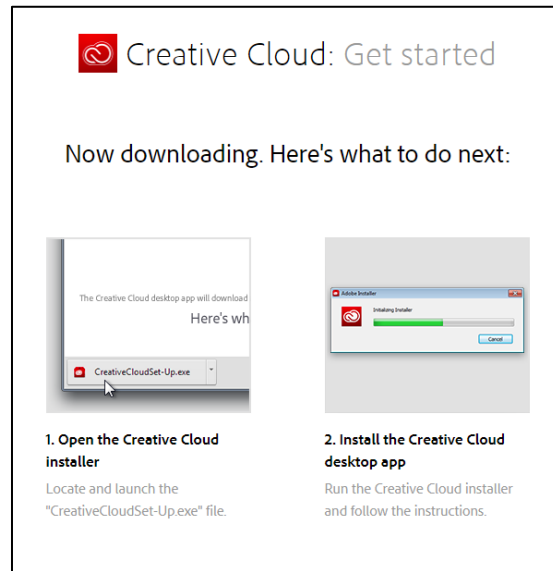 Creative Cloud: Get started
Now downloading. Here's what to do next:
The Creative Cloud desktop app will download
Here's wh
CreativeCloudSet-Up.exe
Adobe Installer
Initializing Installer
Cancel
1. Open the Creative Cloud
installer
Locate and launch the
"CreativeCloudSet-Up.exe" file.
2. Install the Creative Cloud
desktop app
Run the Creative Cloud installer
and follow the instructions.